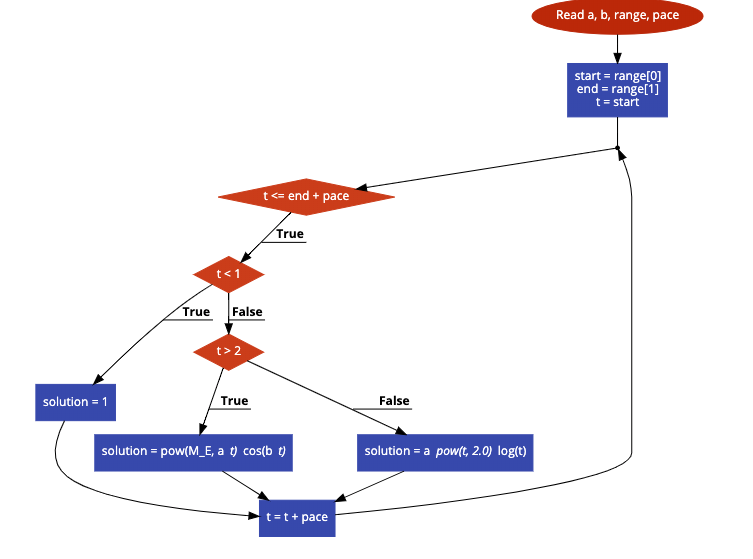 Read a, b, range, pace
start = range[0]
end = range[1]
t = start
t <= end + pace
True
t < 1
True
False
t > 2
True
False
solution = 1
solution = pow(M_E, a t) cos(b t)
solution = a pow(t, 2.0) log(t)
t = t + pace